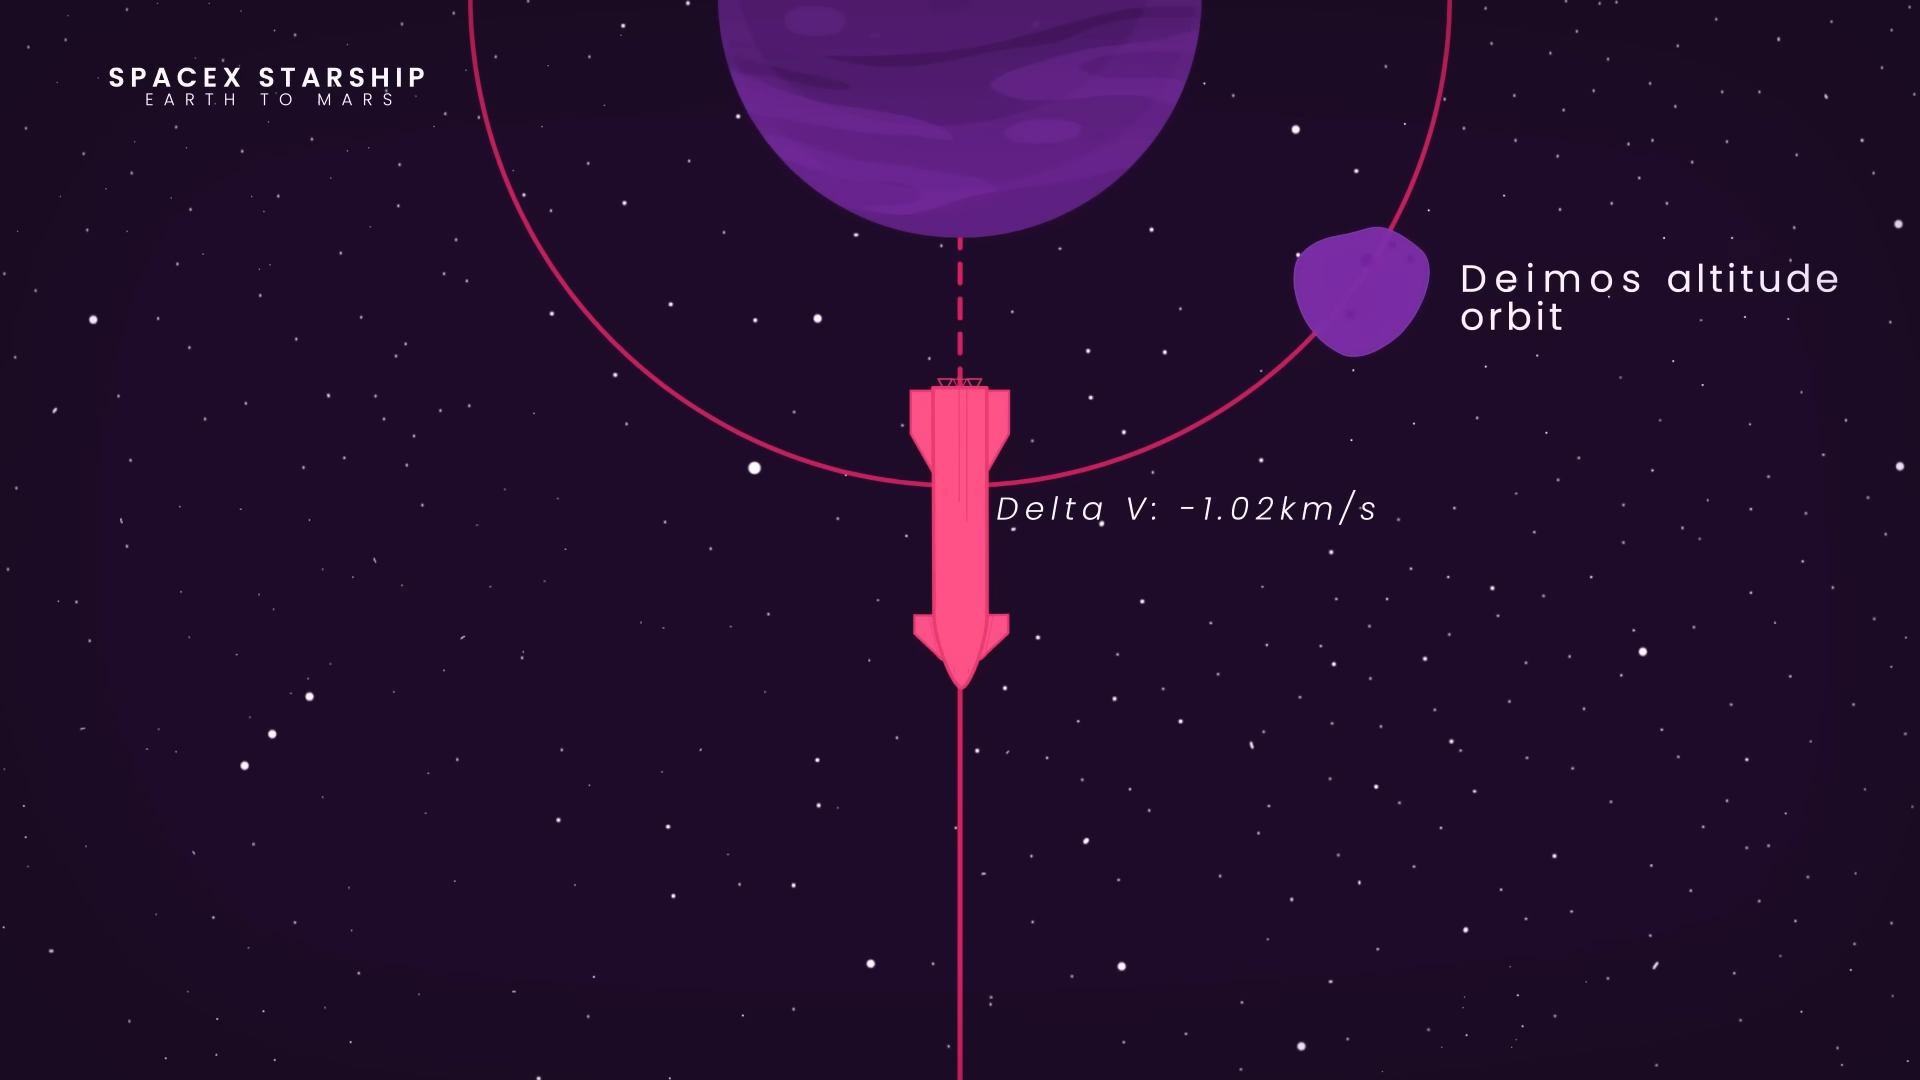 SPACEX STARSHIP
EARTH TO MARS
Deimos altitude
orbit
Delta V: -1.02km/s